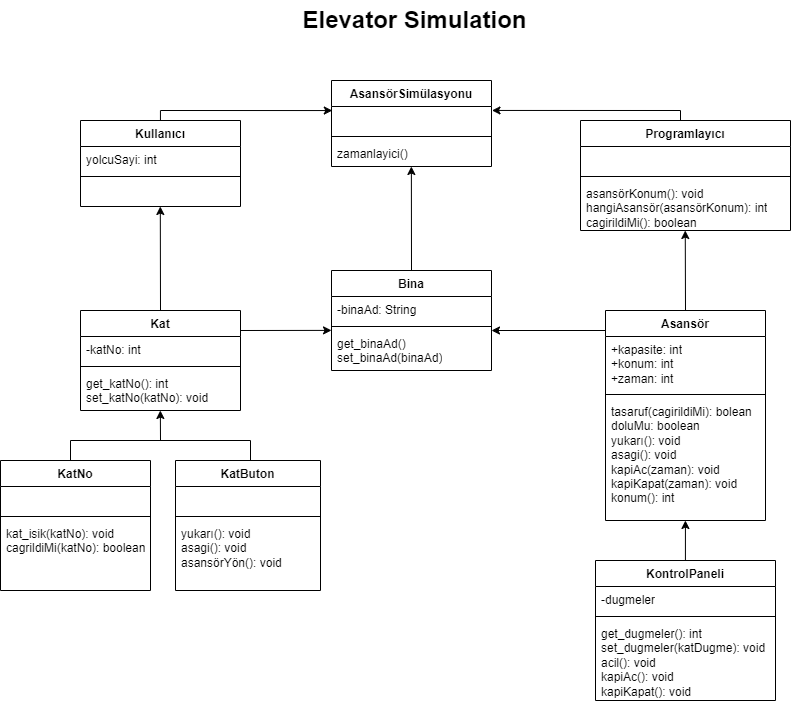 Elevator Simulation
AsansörSimülasyonu
zamanlayici()
Kullanıcı
yolcuSayi: int
Programlayıcı
asansörKonum(): void
hangiAsansör(asansörKonum): int
cagirildiMi(): boolean
Bina
-binaAd: String
get_binaAd()
set_binaAd(binaAd)
Kat
-katNo: int
get_katNo(): int
set_katNo(katNo): void
Asansör
+kapasite: int
+konum: int
+zaman: int
tasaruf(cagirildiMi): bolean
doluMu: boolean
yukarı(): void
asagi(): void
kapiAc(zaman): void
kapiKapat(zaman): void
konum(): int
KatNo
kat_isik(katNo): void
cagrildiMi(katNo): boolean
KatButon
yukarı(): void
asagi(): void
asansörYön(): void
KontrolPaneli
-dugmeler
get_dugmeler(): int
set_dugmeler(katDugme): void
acil(): void
kapiAc(): void
kapiKapat(): void